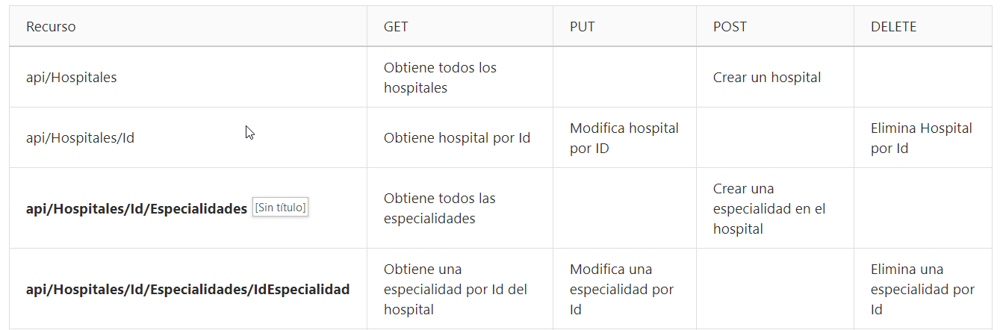 Recurso GET PUT POST DELETE
api/Hospitales
Obtiene todos los
hospitales
Crear un hospital
api/Hospitales/Id
Obtiene hospital por Id
Modifica hospital
por ID
Elimina Hospital
por Id
api/Hospitales/Id/Especialidades [Sin título]
Obtiene todos las
especialidades
Crear una
especialidad en el
hospital
api/Hospitales/Id/Especialidades/IdEspecialidad
Obtiene una
especialidad por Id del
hospital
Modifica una
especialidad por
Id
Elimina una
especialidad por
Id